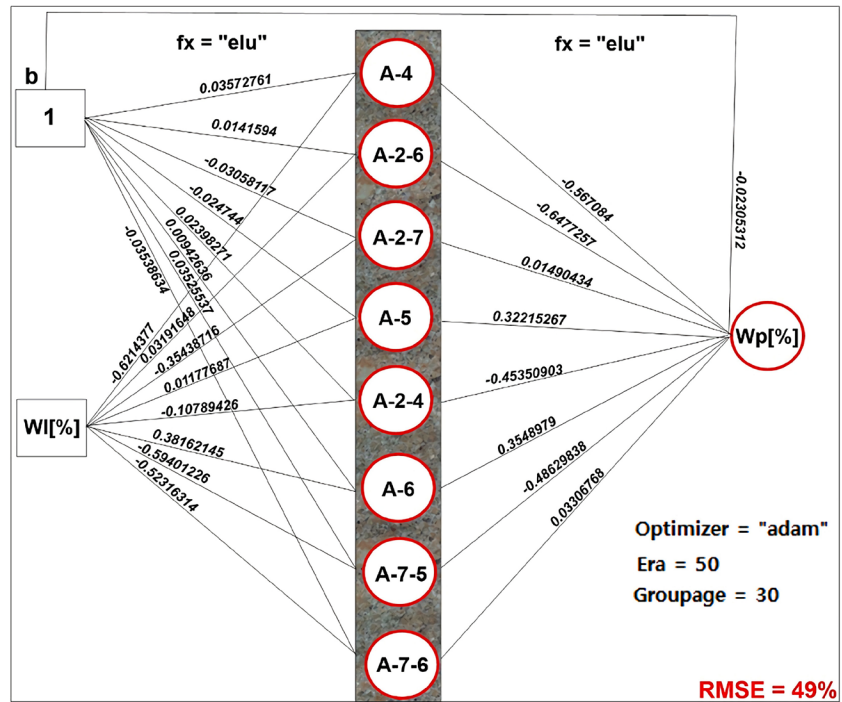 fx = "elu"
fx = "elu"
b
1
A-4
A-2-6
A-2-7
A-5
A-2-4
A-6
A-7-5
A-7-6
Wl[%]
Wp[%]
0.03572761
0.0141594
-0.03058117
-0.024744
0.02398271
0.00942636
0.03525537
-0.03538634
-0.6214377
0.03191648
-0.35438716
0.01177687
-0.10789426
0.38162145
-0.59401226
-0.52316314
-0.567084
-0.6477257
0.01490434
0.32215267
-0.45350903
0.3548979
-0.48629838
0.03306768
-0.02305312
Optimizer = "adam"
Era = 50
Groupage = 30
RMSE = 49%